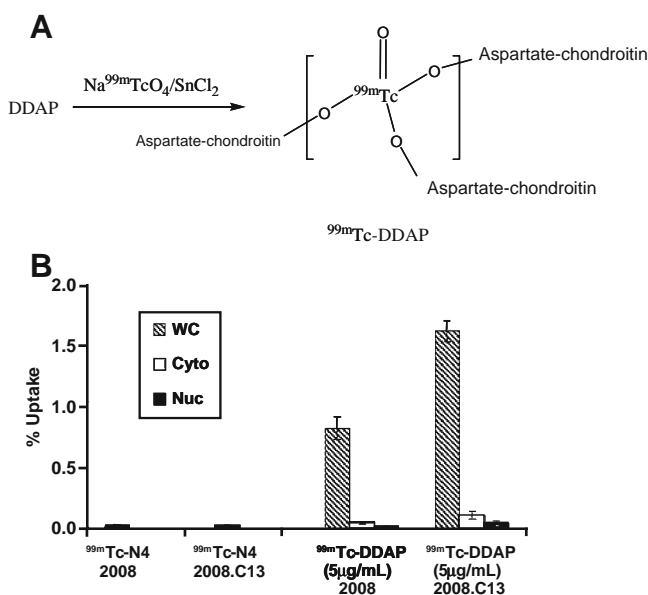 A
O
Aspartate-chondroitin
Na⁹⁹ᵐTcO₄/SnCl₂
O
⁹⁹ᵐTc
DDAP
O
Aspartate-chondroitin
O
Aspartate-chondroitin
⁹⁹ᵐTc-DDAP
B
2.0
WC
1.5
Cyto
% Uptake
1.0
Nuc
0.5
0.0
⁹⁹ᵐTc-N4
2008
⁹⁹ᵐTc-N4
2008.C13
⁹⁹ᵐTc-DDAP
(5µg/mL)
2008
⁹⁹ᵐTc-DDAP
(5µg/mL)
2008.C13